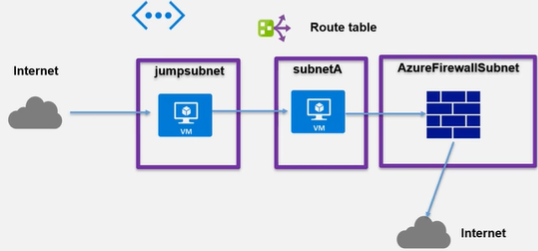 Route table
Internet
jumpsubnet
subnetA
AzureFirewallSubnet
VM
VM
Internet